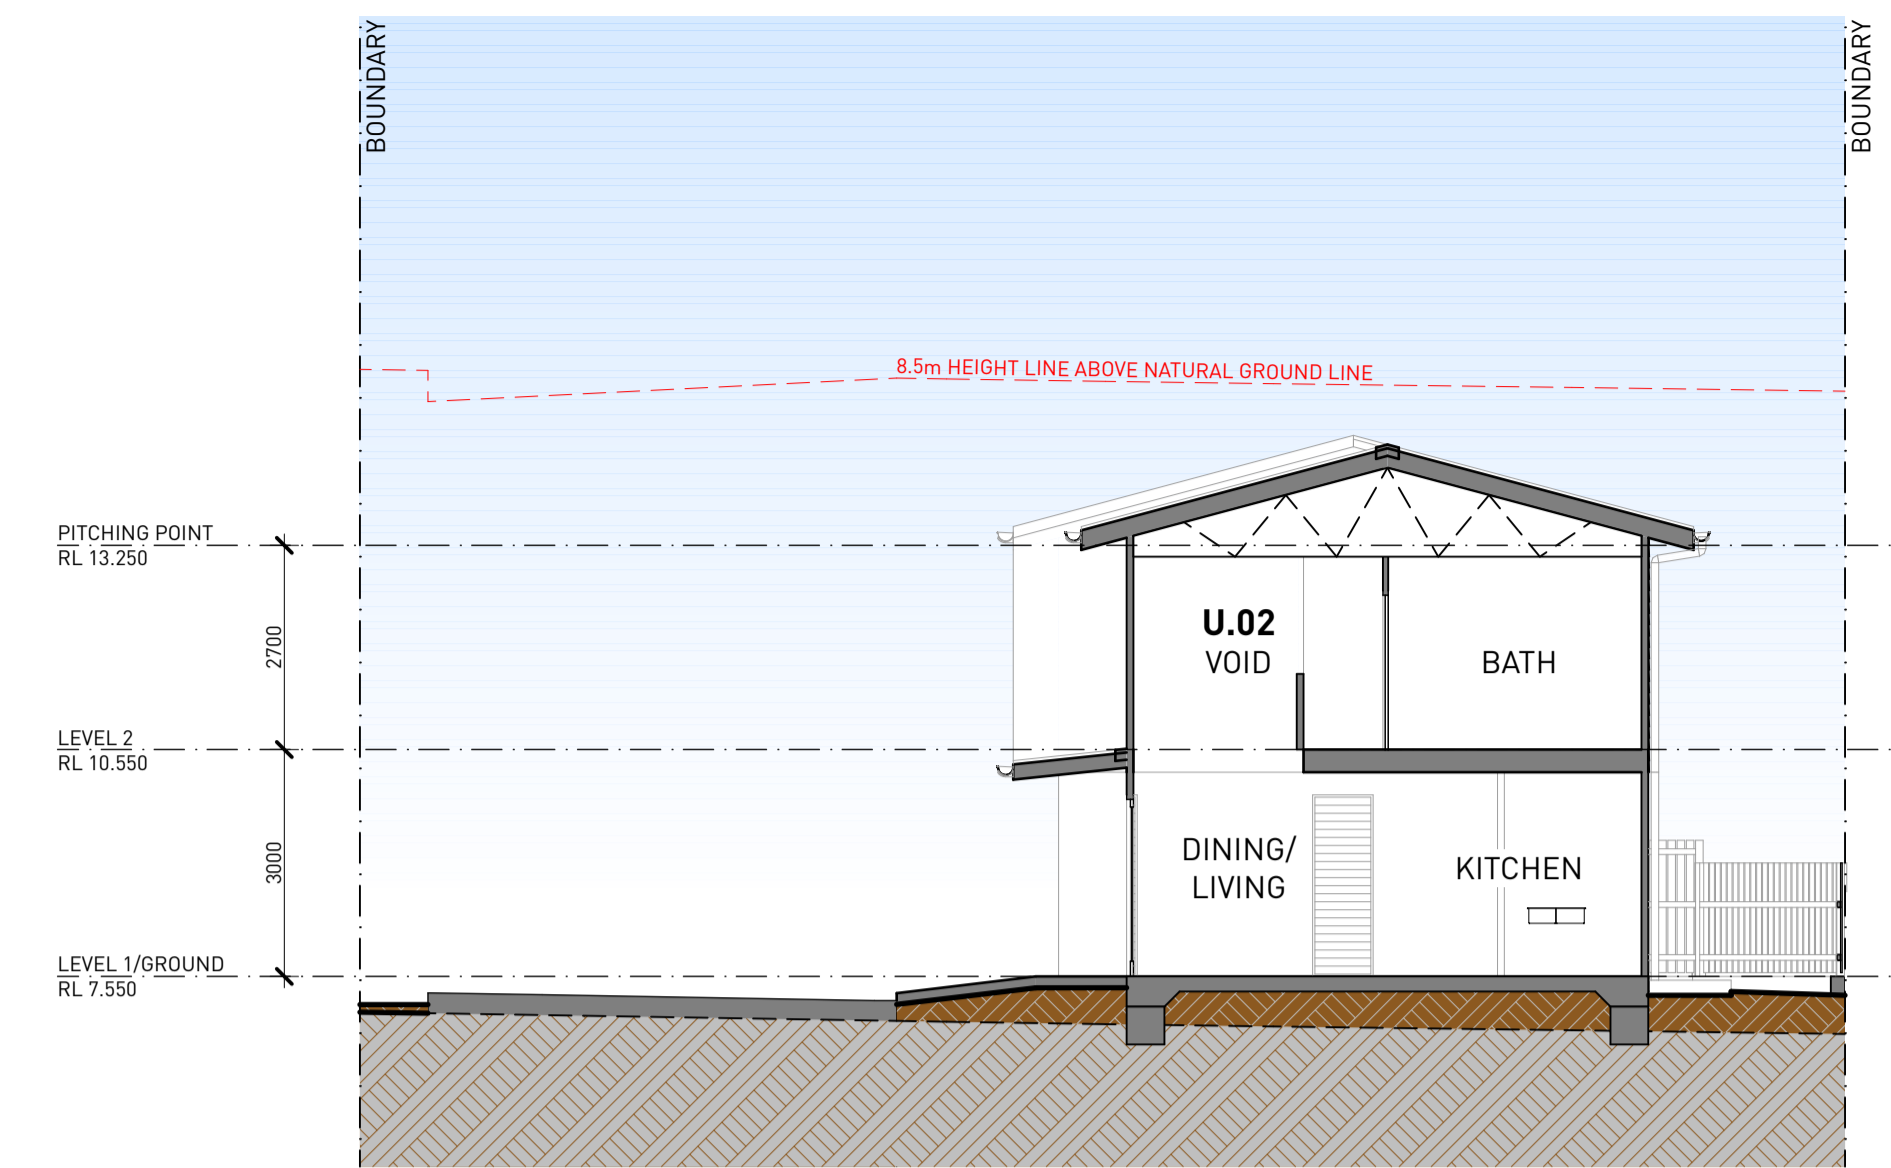 BOUNDARY
BOUNDARY
8.5m HEIGHT LINE ABOVE NATURAL GROUND LINE
PITCHING POINT
RL 13.250
2700
U.02
VOID
BATH
LEVEL 2
RL 10.550
3000
DINING/
LIVING
KITCHEN
LEVEL 1/GROUND
RL 7.550